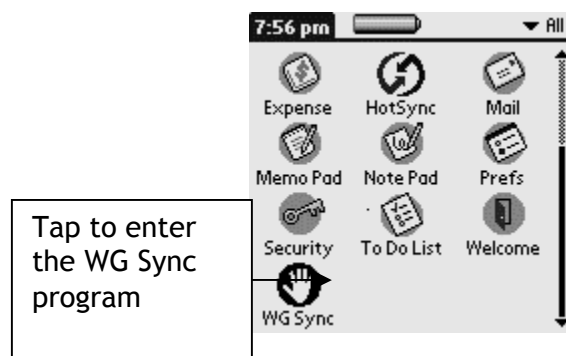 7:56 pm All
Expense HotSync Mail
Memo Pad Note Pad Prefs
Security To Do List Welcome
WG Sync
Tap to enter
the WG Sync
program